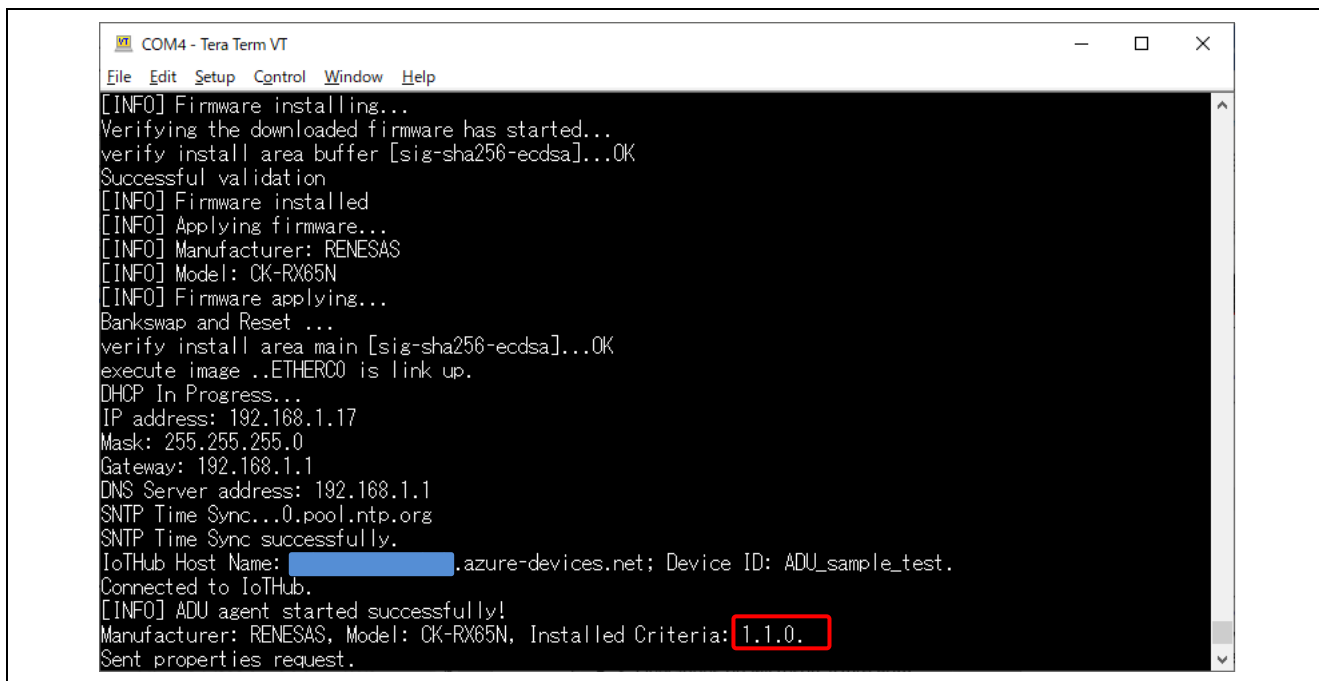 COM4 - Tera Term VT
File Edit Setup Control Window Help
[INFO] Firmware installing...
Verifying the downloaded firmware has started...
verify install area buffer [sig-sha256-ecdsa]...OK
Successful validation
[INFO] Firmware installed
[INFO] Applying firmware...
[INFO] Manufacturer: RENESAS
[INFO] Model: CK-RX65N
[INFO] Firmware applying...
Bankswap and Reset ...
verify install area main [sig-sha256-ecdsa]...OK
execute image ..ETHERC0 is link up.
DHCP In Progress...
IP address: 192.168.1.17
Mask: 255.255.255.0
Gateway: 192.168.1.1
DNS Server address: 192.168.1.1
SNTP Time Sync...0.pool.ntp.org
SNTP Time Sync successfully.
IoTHub Host Name: .azure-devices.net; Device ID: ADU_sample_test.
Connected to IoTHub.
[INFO] ADU agent started successfully!
Manufacturer: RENESAS, Model: CK-RX65N, Installed Criteria: 1.1.0.
Sent properties request.